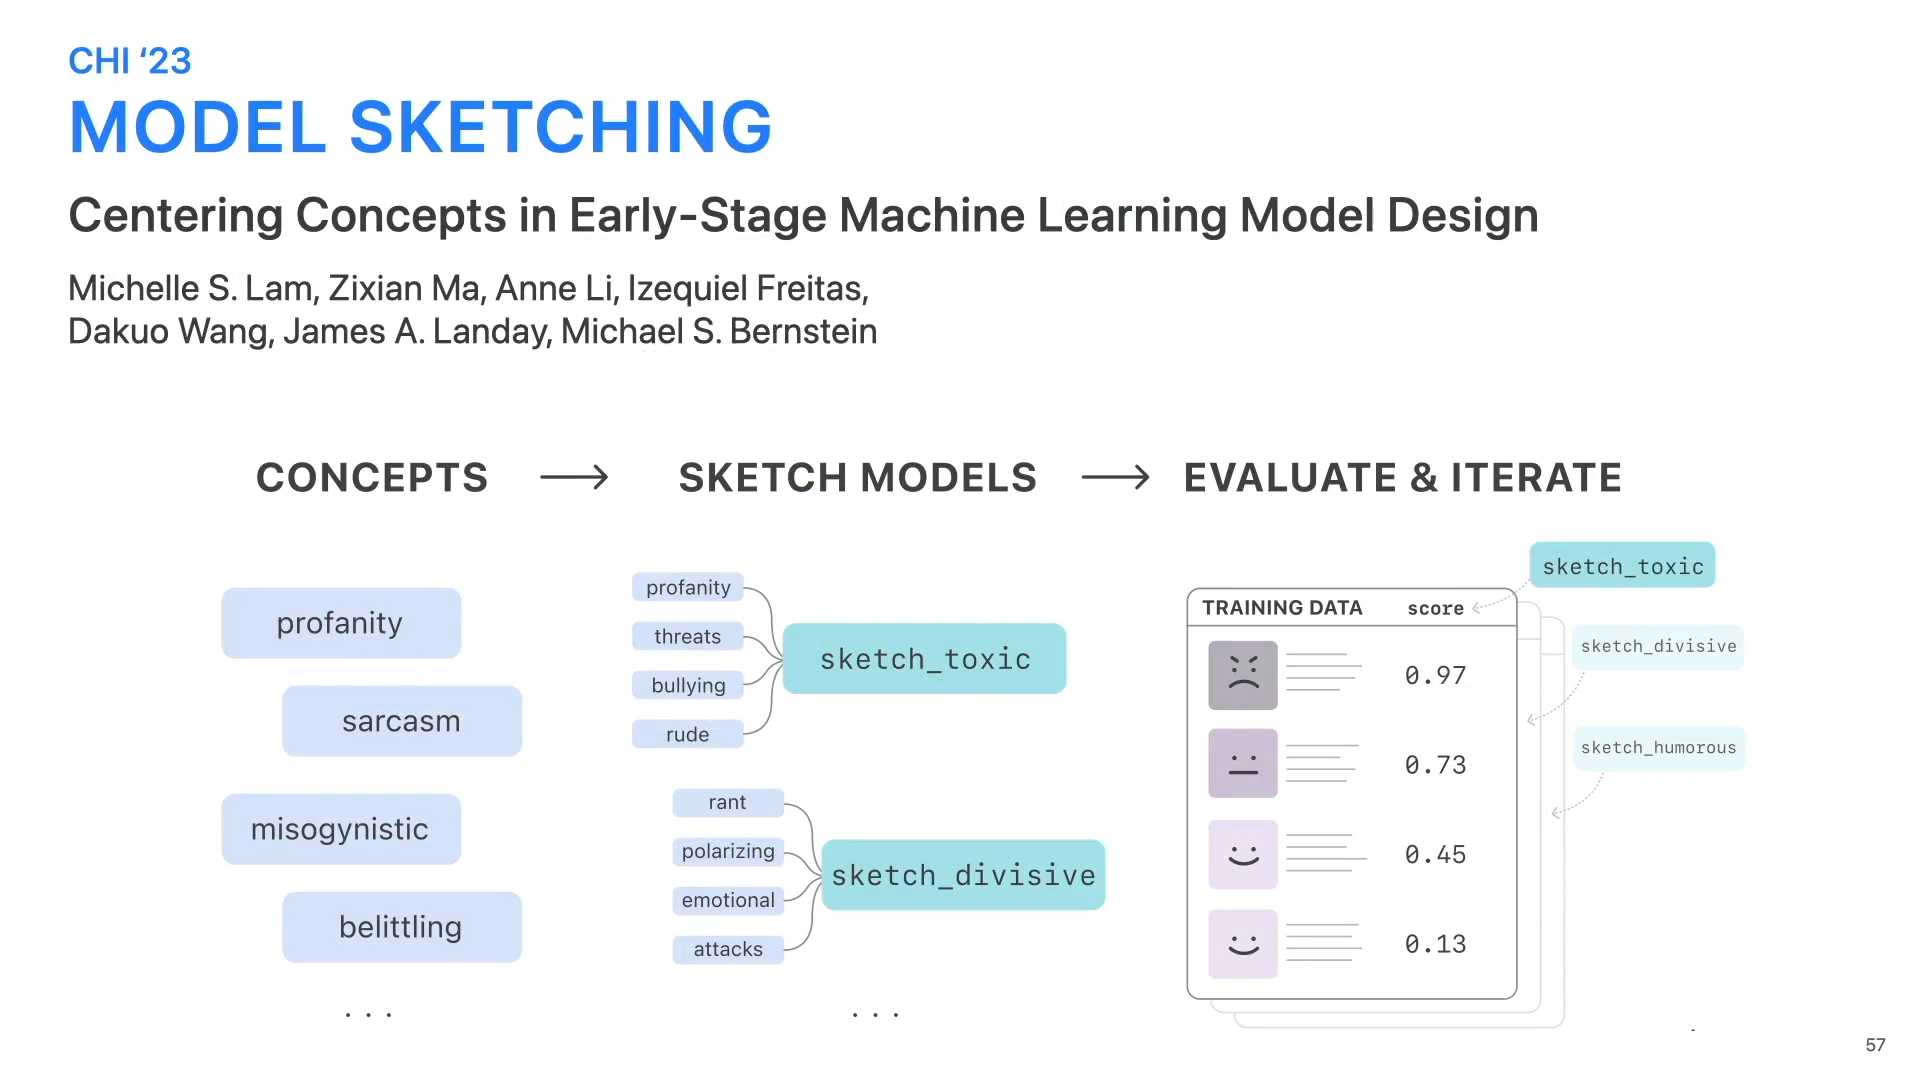 CHI ‘23
MODEL SKETCHING
Centering Concepts in Early-Stage Machine Learning Model Design
Michelle S. Lam, Zixian Ma, Anne Li, Izequiel Freitas,
Dakuo Wang, James A. Landay, Michael S. Bernstein
CONCEPTS → SKETCH MODELS → EVALUATE & ITERATE
profanity
sarcasm
misogynistic
belittling
. . .
profanity
threats
bullying
rude
sketch_toxic
rant
polarizing
emotional
attacks
sketch_divisive
. . .
sketch_toxic
TRAINING DATA score
sketch_divisive
0.97
sketch_humorous
0.73
0.45
0.13
57